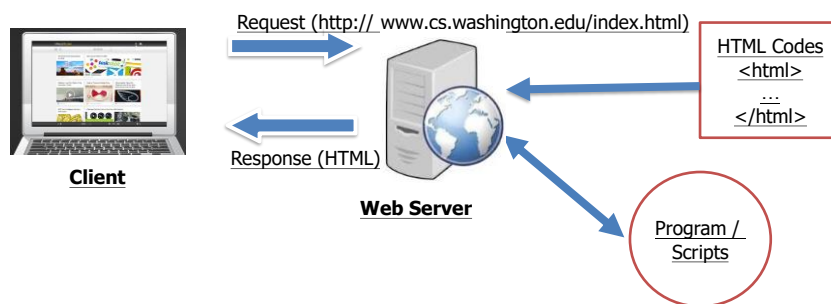 Request (http:// www.cs.washington.edu/index.html)
HTML Codes
<html>
...
</html>
Response (HTML)
Client
Web Server
Program /
Scripts